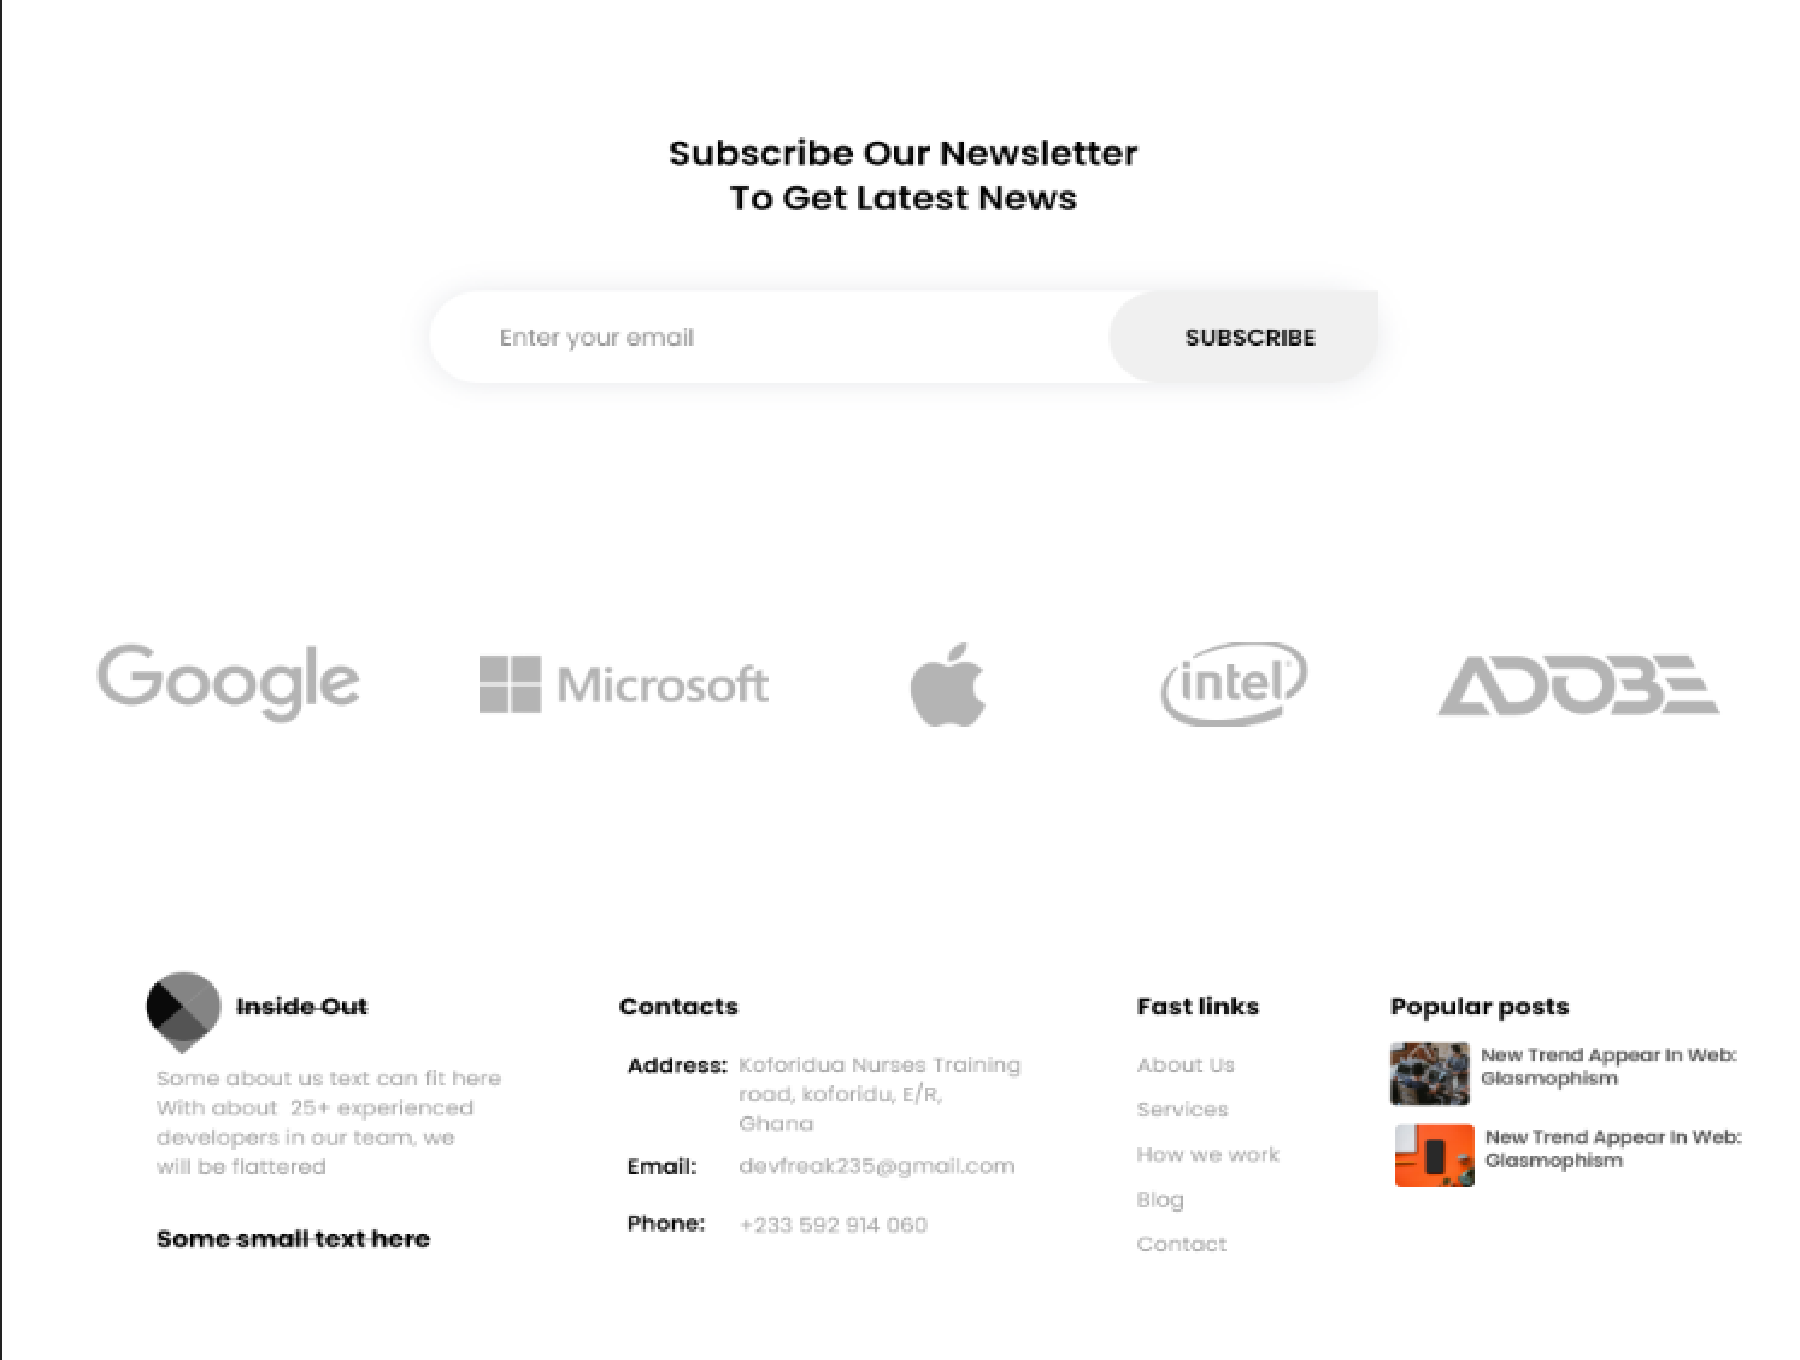 Subscribe Our Newsletter
To Get Latest News
Enter your email
SUBSCRIBE
Google
Microsoft
intel
ADOBE
Inside Out
Some about us text can fit here
With about 25+ experienced
developers in our team, we
will be flattered
Some small text here
Contacts
Address: Koforidua Nurses Training
road, koforidu, E/R,
Ghana
Email: devfreak235@gmail.com
Phone: +233 592 914 060
Fast links
About Us
Services
How we work
Blog
Contact
Popular posts
New Trend Appear In Web:
Glasmophism
New Trend Appear In Web:
Glasmophism